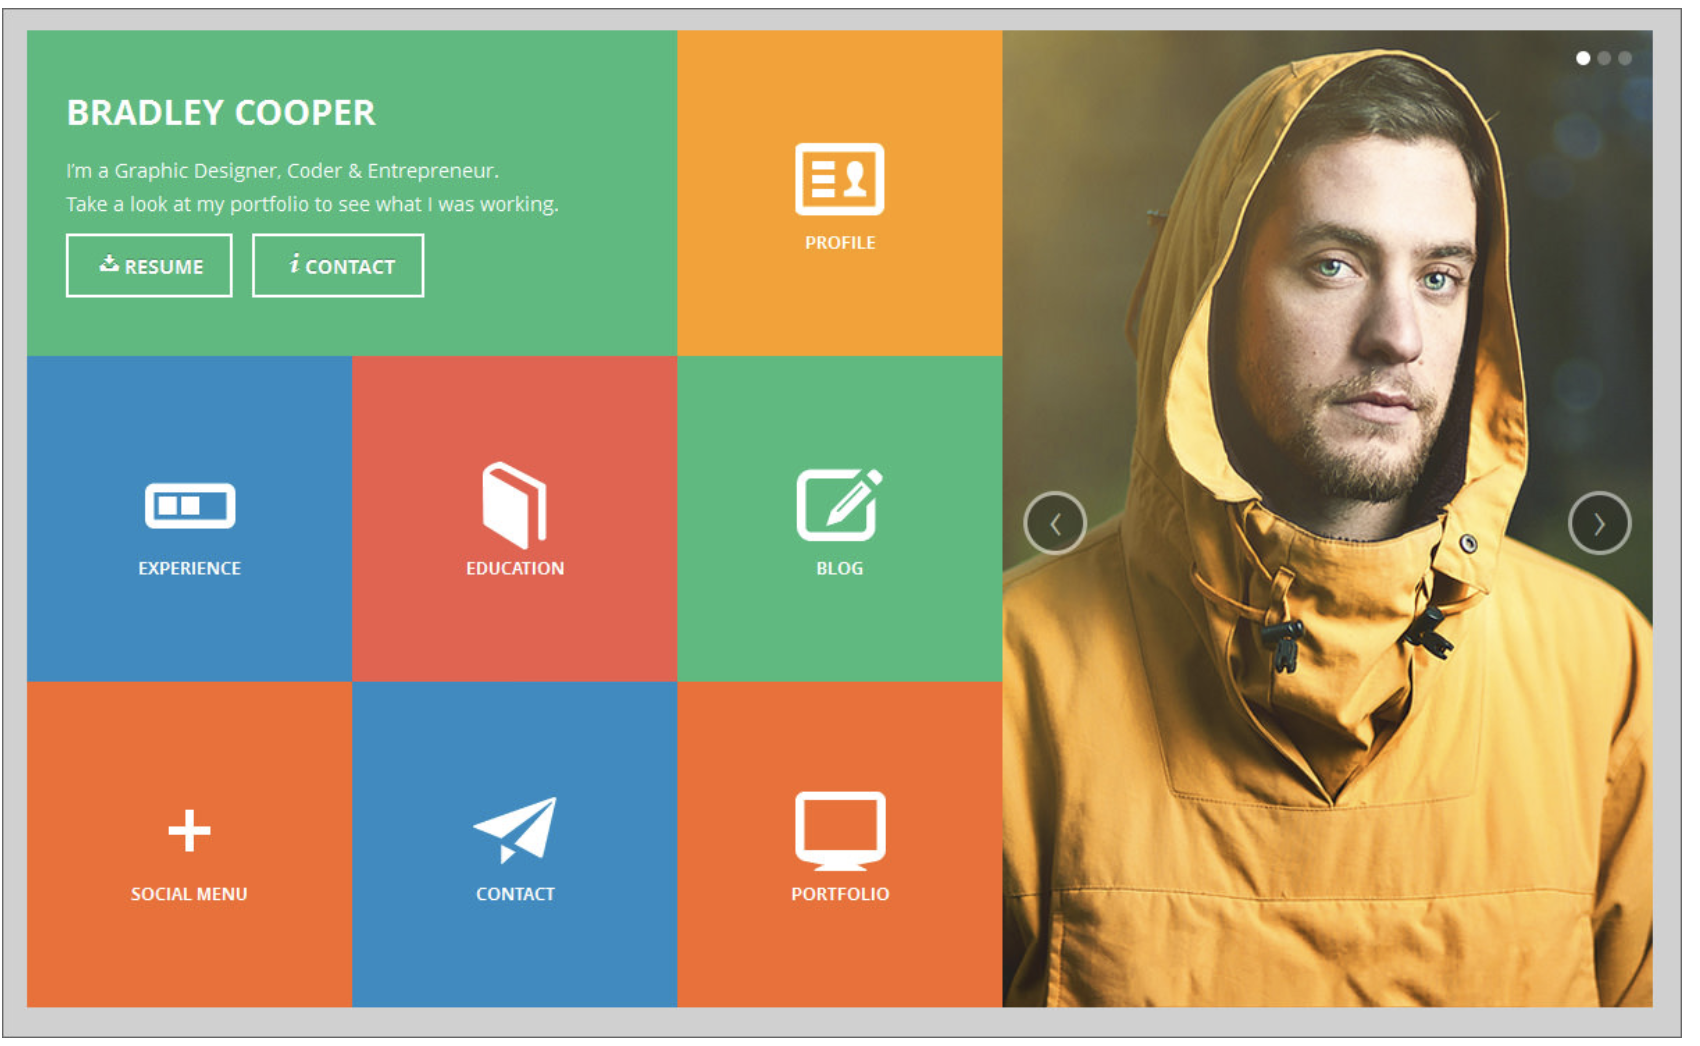 BRADLEY COOPER
I'm a Graphic Designer, Coder & Entrepreneur.
Take a look at my portfolio to see what I was working.
RESUME
i CONTACT
PROFILE
EXPERIENCE
EDUCATION
BLOG
SOCIAL MENU
CONTACT
PORTFOLIO